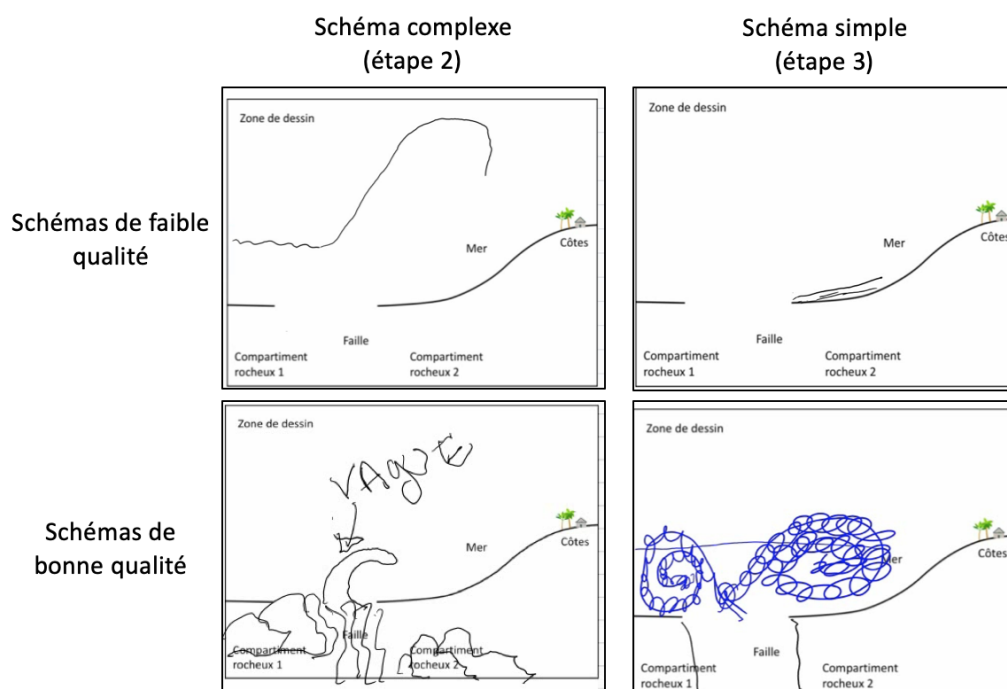 Schéma complexe
(étape 2)
Schéma simple
(étape 3)
Schémas de faible
qualité
Zone de dessin
Mer
Côtes
Faille
Compartiment
rocheux 1
Compartiment
rocheux 2
Zone de dessin
Mer
Côtes
Faille
Compartiment
rocheux 1
Compartiment
rocheux 2
Schémas de
bonne qualité
Zone de dessin
VAgUE
Mer
Côtes
Faille
Compartiment
rocheux 1
Compartiment
rocheux 2
Zone de dessin
Mer
Côtes
Faille
Compartiment
rocheux 1
Compartiment
rocheux 2